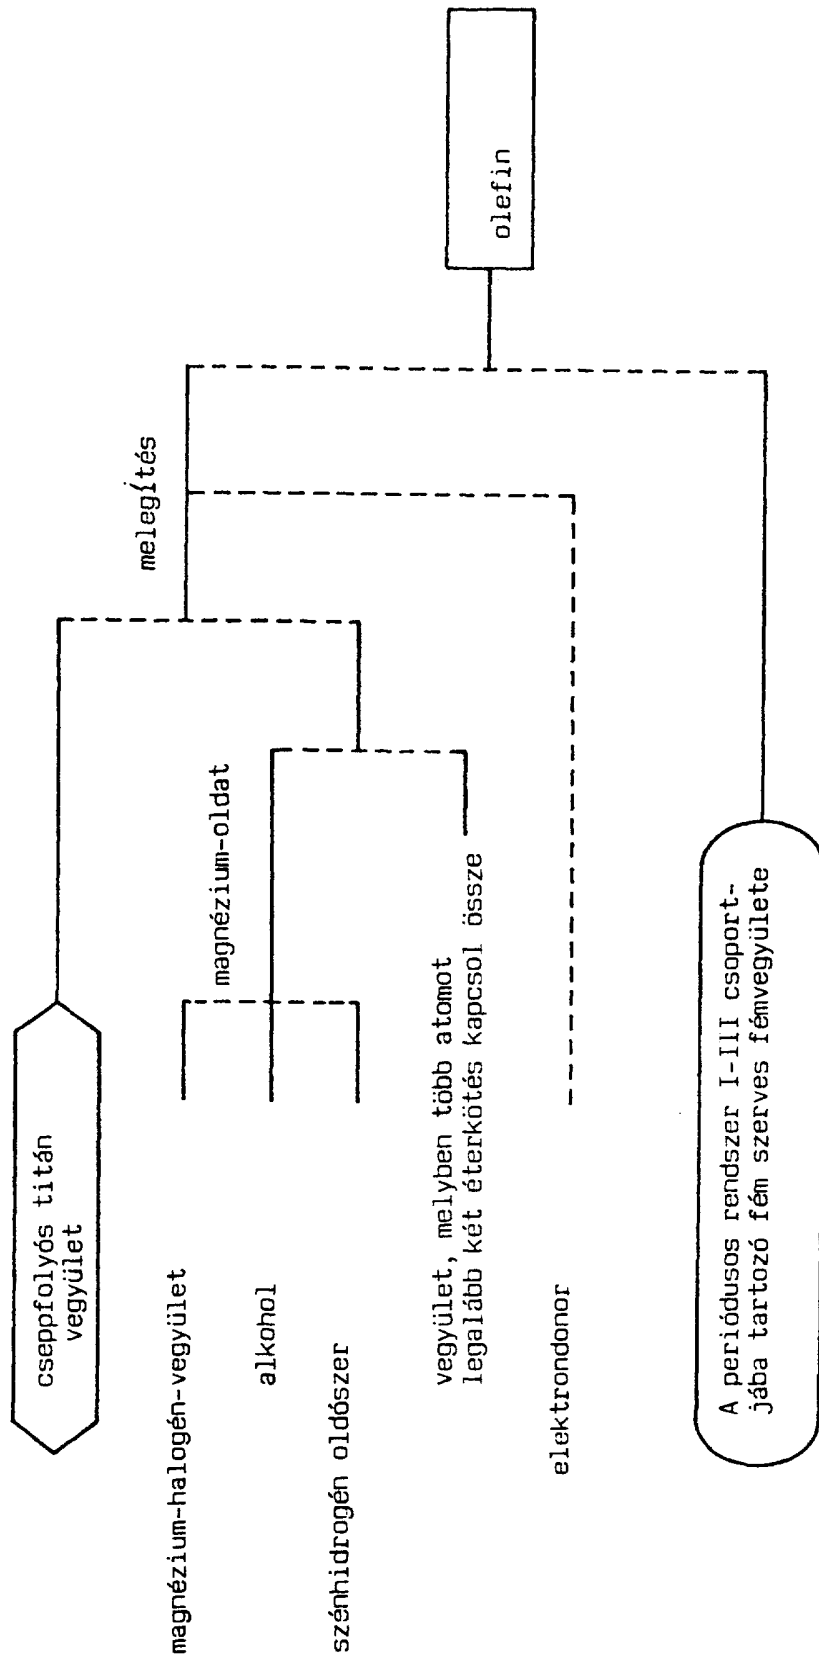 cseppfolyós titán
vegyület
magnézium-halogén-vegyület
alkohol
szénhidrogén oldószer
magnézium-oldat
vegyület, melyben több atomot
legalább két éterkötés kapcsol össze
elektrondonor
melegítés
A periódusos rendszer I-III csoport-
jába tartozó fém szerves fémvegyülete
olefin